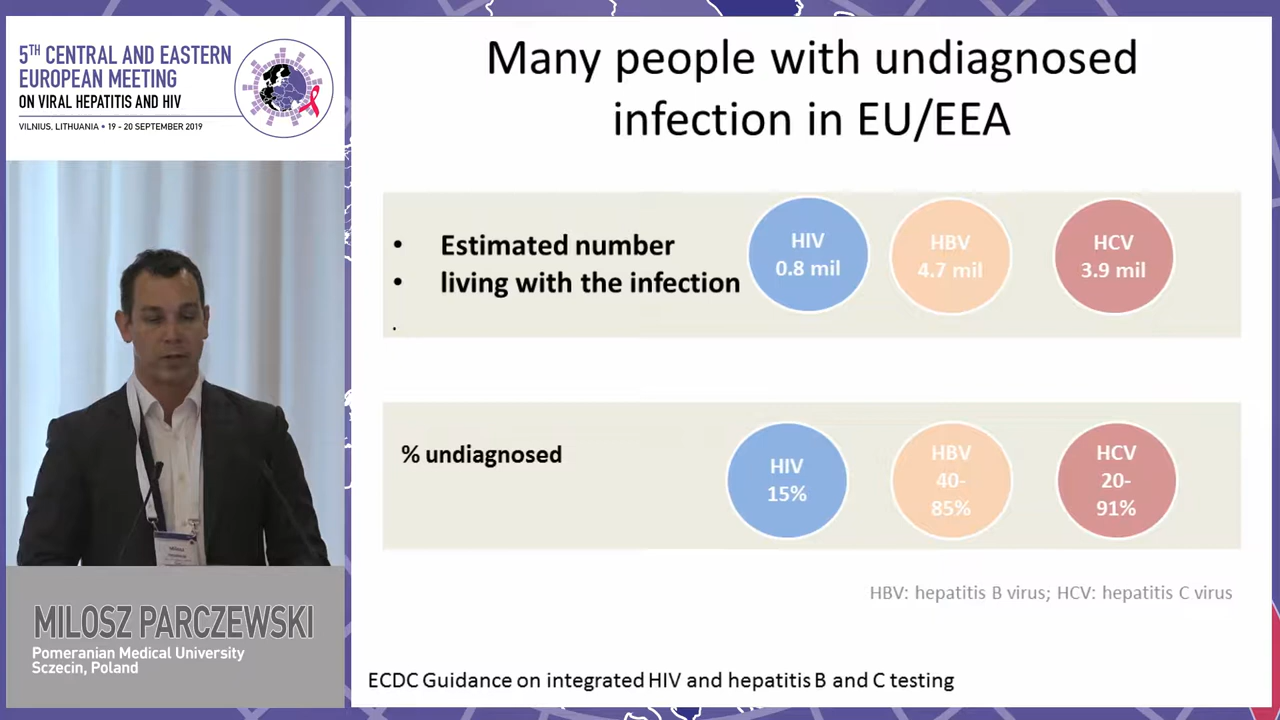 5TH CENTRAL AND EASTERN
EUROPEAN MEETING
ON VIRAL HEPATITIS AND HIV
VILNIUS, LITHUANIA • 19 - 20 SEPTEMBER 2019
MILOSZ PARCZEWSKI
Pomeranian Medical University
Sczecin, Poland
Many people with undiagnosed
infection in EU/EEA
• Estimated number
• living with the infection
.
HIV
0.8 mil
HBV
4.7 mil
HCV
3.9 mil
% undiagnosed
HIV
15%
HBV
40-
85%
HCV
20-
91%
HBV: hepatitis B virus; HCV: hepatitis C virus
ECDC Guidance on integrated HIV and hepatitis B and C testing